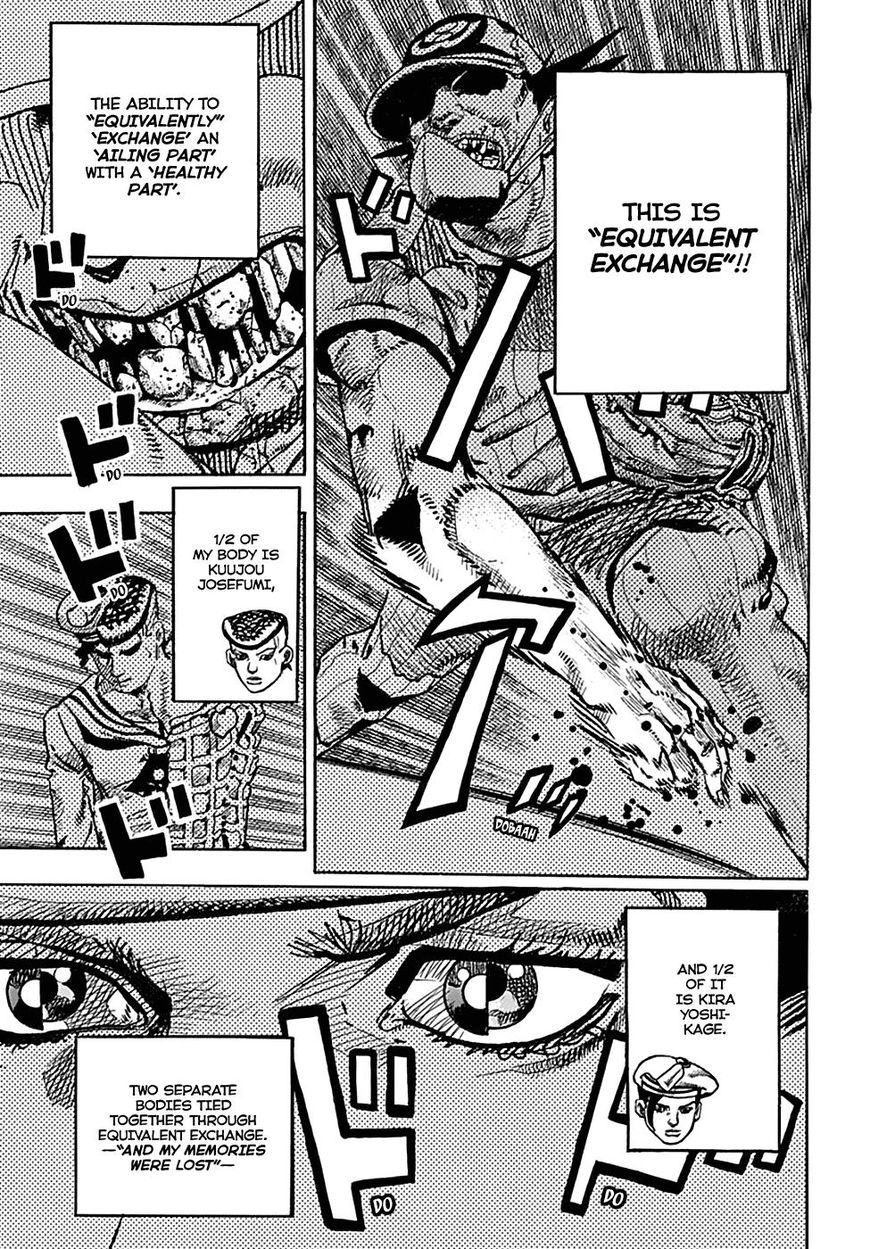 THIS IS
"EQUIVALENT
EXCHANGE"!!
ド
ドドド
DOBAAH
THE ABILITY TO
"EQUIVALENTLY"
'EXCHANGE' AN
'AILING PART'
WITH A 'HEALTHY
PART'.
ド
DO
ド
DO
1/2 OF
MY BODY IS
KUUJOU
JOSEFUMI,
ド
DO
ド
AND 1/2
OF IT
IS KIRA
YOSHI-
KAGE.
ド
DO
ド
DO
TWO SEPARATE
BODIES TIED
TOGETHER THROUGH
EQUIVALENT EXCHANGE.
—"AND MY MEMORIES
WERE LOST"—